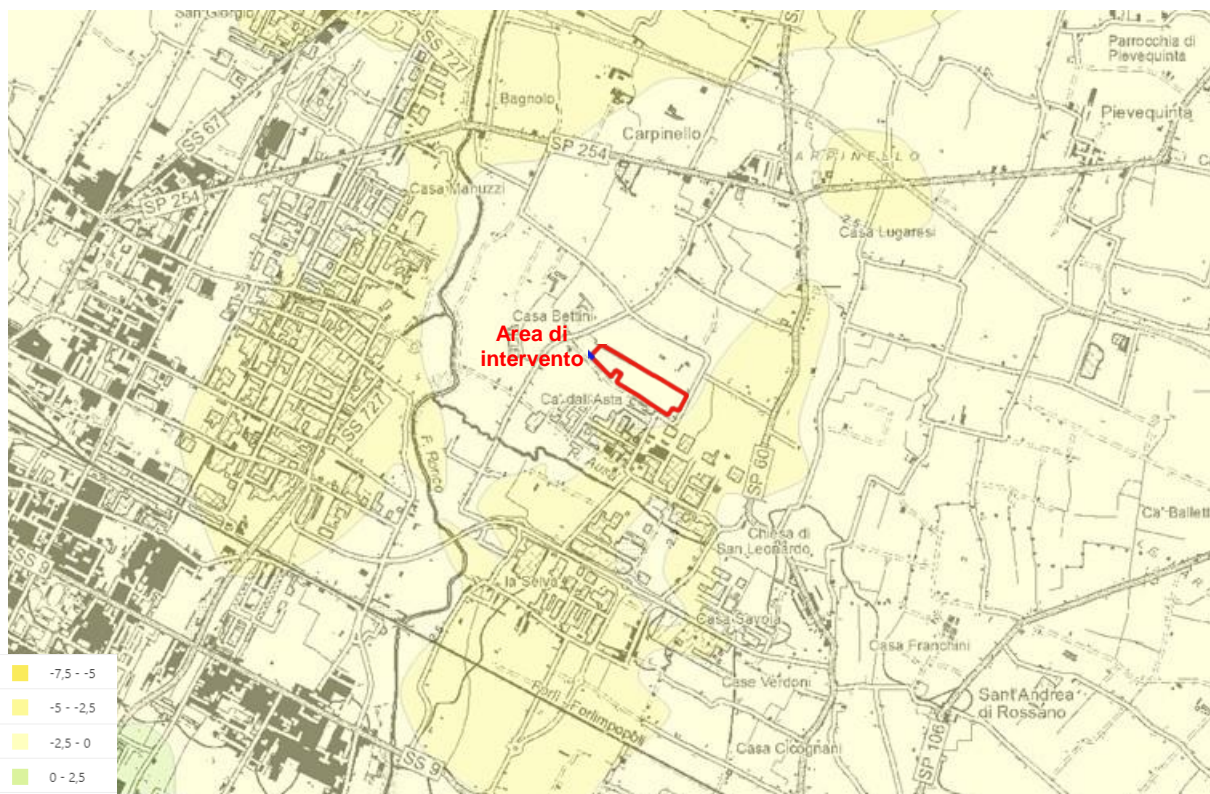 San Giorgio
SS 727
Parrocchia di
Pievequinta
SS 67
Bagnolo
Carpinello
Pievequinta
SP 254
Casa Manuzzi
SP 254
Casa Lugaresi
Casa Bettini
Area di
intervento
SS 727
Ca' dall'Asta
F. Ronco
SP 60
Ca' Ballett
Chiesa di
San Leonardo
SS 9
la Selva
Casa Savoia
Casa Franchini
Case Verdoni
Sant'Andrea
di Rossano
Forlì
Forlimpopoli
Casa Cicognani
SP 106
SS 9
-7,5 - -5
-5 - -2,5
-2,5 - 0
0 - 2,5